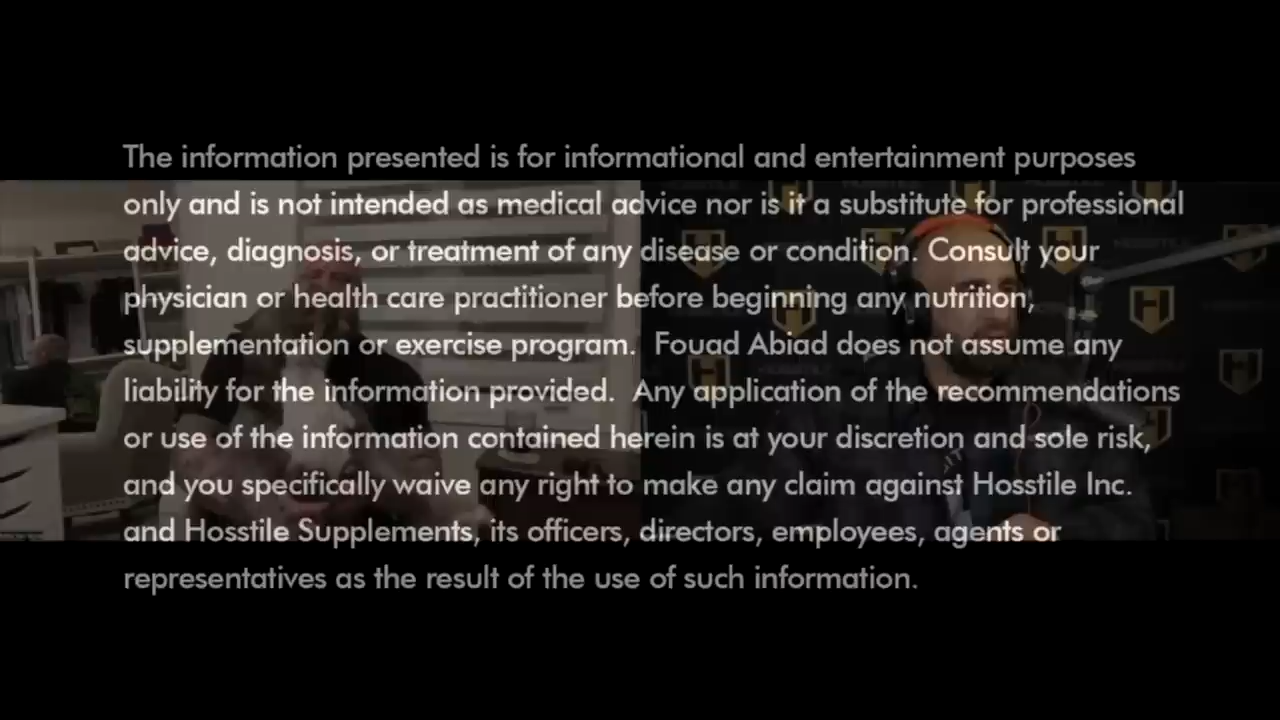 The information presented is for informational and entertainment purposes
only and is not intended as medical advice nor is it a substitute for professional
advice, diagnosis, or treatment of any disease or condition. Consult your
physician or health care practitioner before beginning any nutrition,
supplementation or exercise program.  Fouad Abiad does not assume any
liability for the information provided.  Any application of the recommendations
or use of the information contained herein is at your discretion and sole risk,
and you specifically waive any right to make any claim against Hosstile Inc.
and Hosstile Supplements, its officers, directors, employees, agents or
representatives as the result of the use of such information.